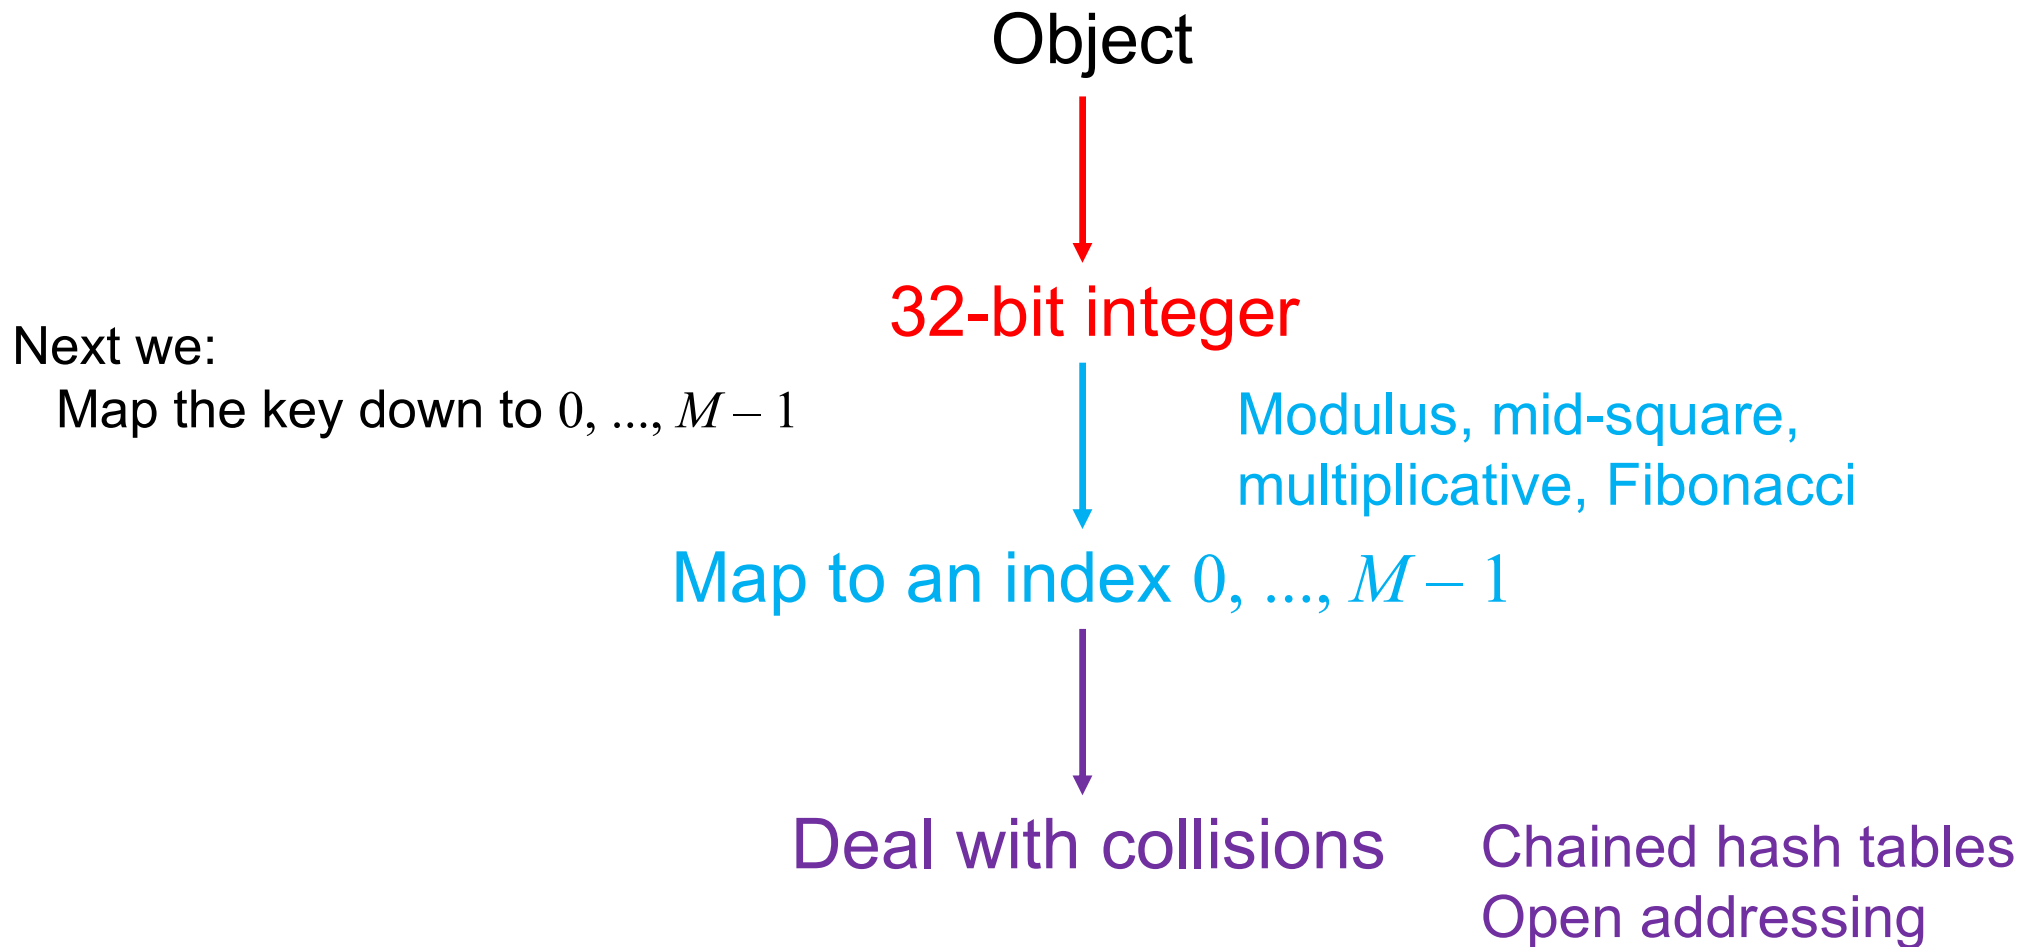 Object
32-bit integer
Next we:
Map the key down to 0, ..., M – 1
Modulus, mid-square,
multiplicative, Fibonacci
Map to an index 0, ..., M – 1
Deal with collisions
Chained hash tables
Open addressing